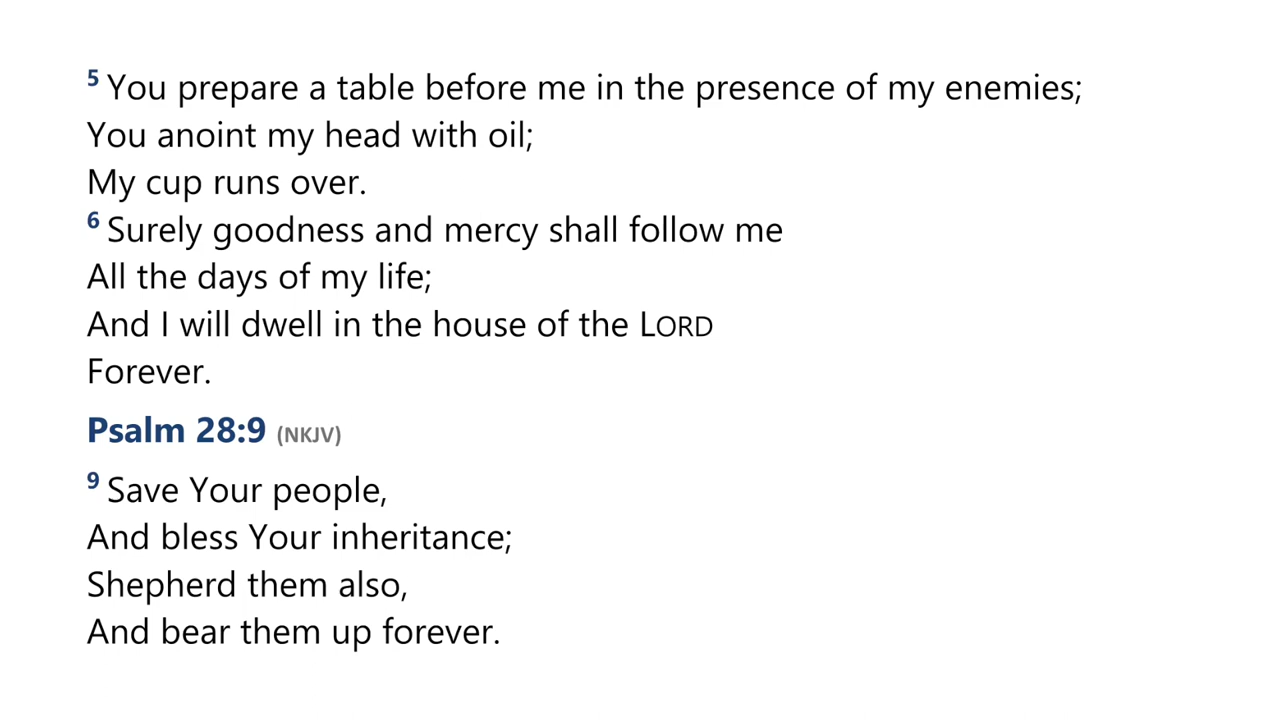 5 You prepare a table before me in the presence of my enemies;
You anoint my head with oil;
My cup runs over.
6 Surely goodness and mercy shall follow me
All the days of my life;
And I will dwell in the house of the LORD
Forever.
Psalm 28:9 (NKJV)
9 Save Your people,
And bless Your inheritance;
Shepherd them also,
And bear them up forever.